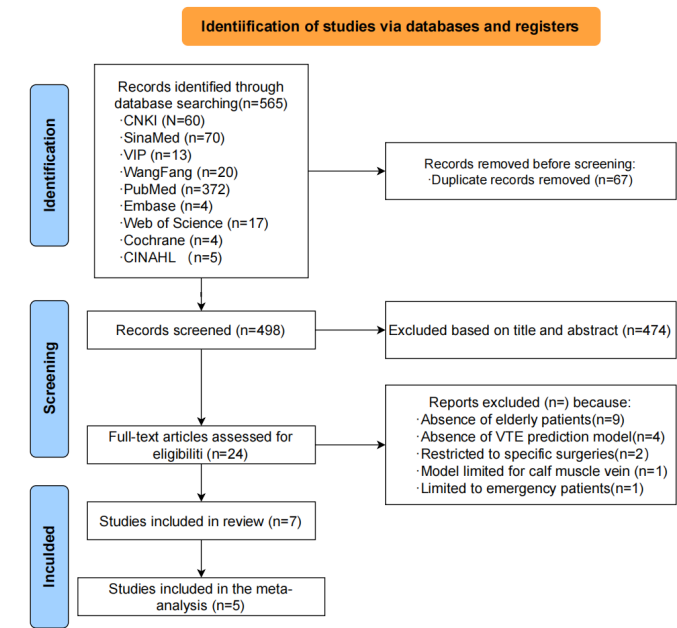 Identiification of studies via databases and registers
Identification
Records identified through
database searching(n=565)
·CNKI (N=60)
·SinaMed (n=70)
·VIP (n=13)
·WangFang (n=20)
·PubMed (n=372)
·Embase (n=4)
·Web of Science (n=17)
·Cochrane (n=4)
·CINAHL （n=5)
Records removed before screening:
·Duplicate records removed (n=67)
Screening
Records screened (n=498)
Excluded based on title and abstract (n=474)
Full-text articles assessed for
eligibiliti (n=24)
Reports excluded (n=) because:
·Absence of elderly patients(n=9)
·Absence of VTE prediction model(n=4)
·Restricted to specific surgeries(n=2)
·Model limited for calf muscle vein (n=1)
·Limited to emergency patients(n=1)
Inculded
Studies included in review (n=7)
Studies included in the meta-
analysis (n=5)